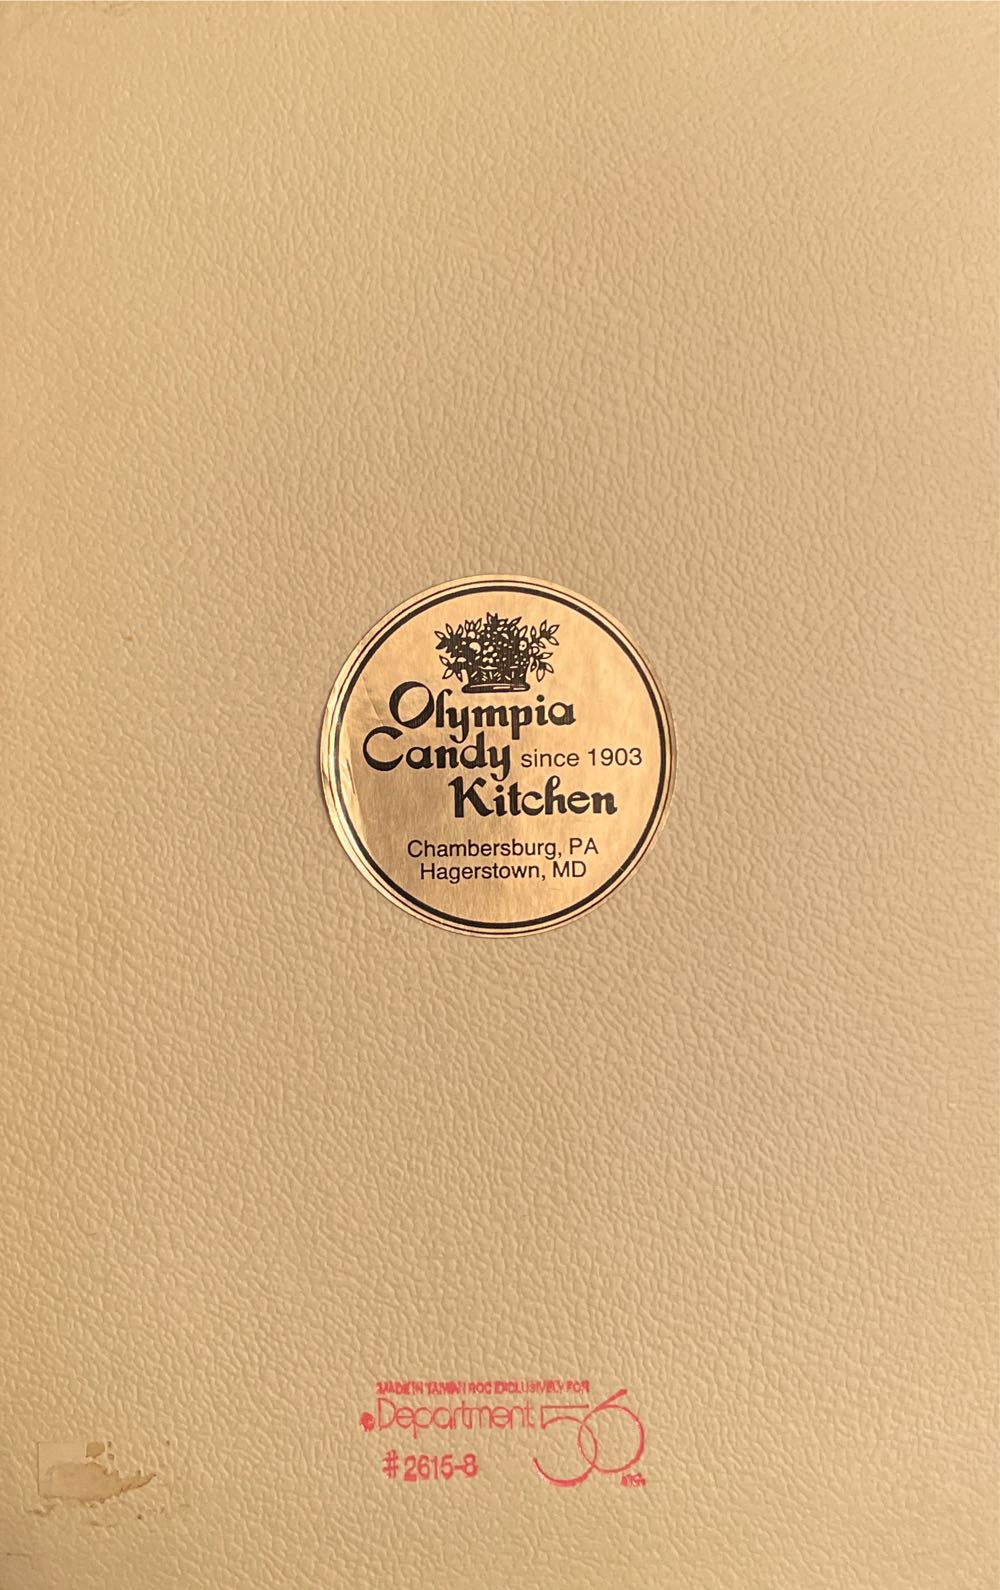 Olympia
Candy since 1903
Kitchen
Chambersburg, PA
Hagerstown, MD
MADE IN TAIWAN ROC EXCLUSIVELY FOR
Department 56
#2615-8